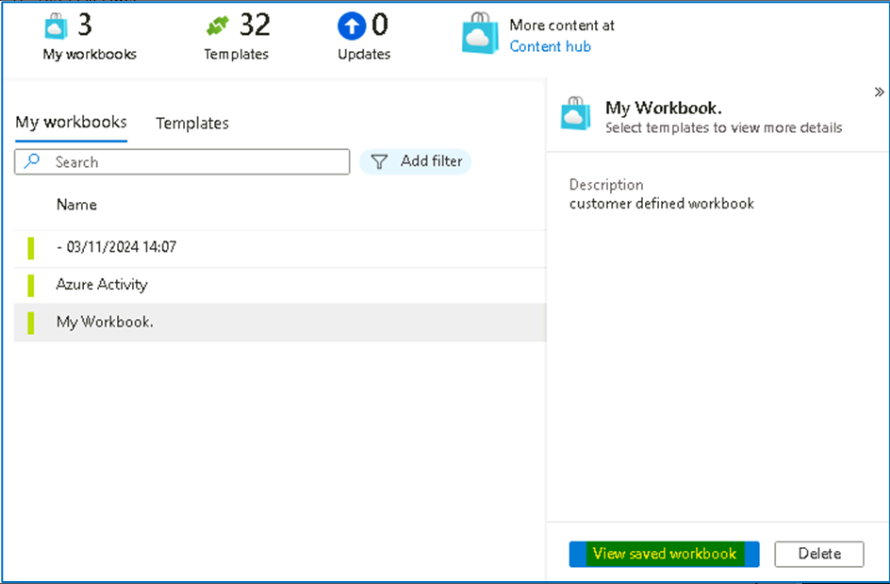 3
My workbooks
32
Templates
0
Updates
More content at
Content hub
My workbooks
Templates
Search
Add filter
Name
- 03/11/2024 14:07
Azure Activity
My Workbook.
»
My Workbook.
Select templates to view more details
Description
customer defined workbook
View saved workbook
Delete